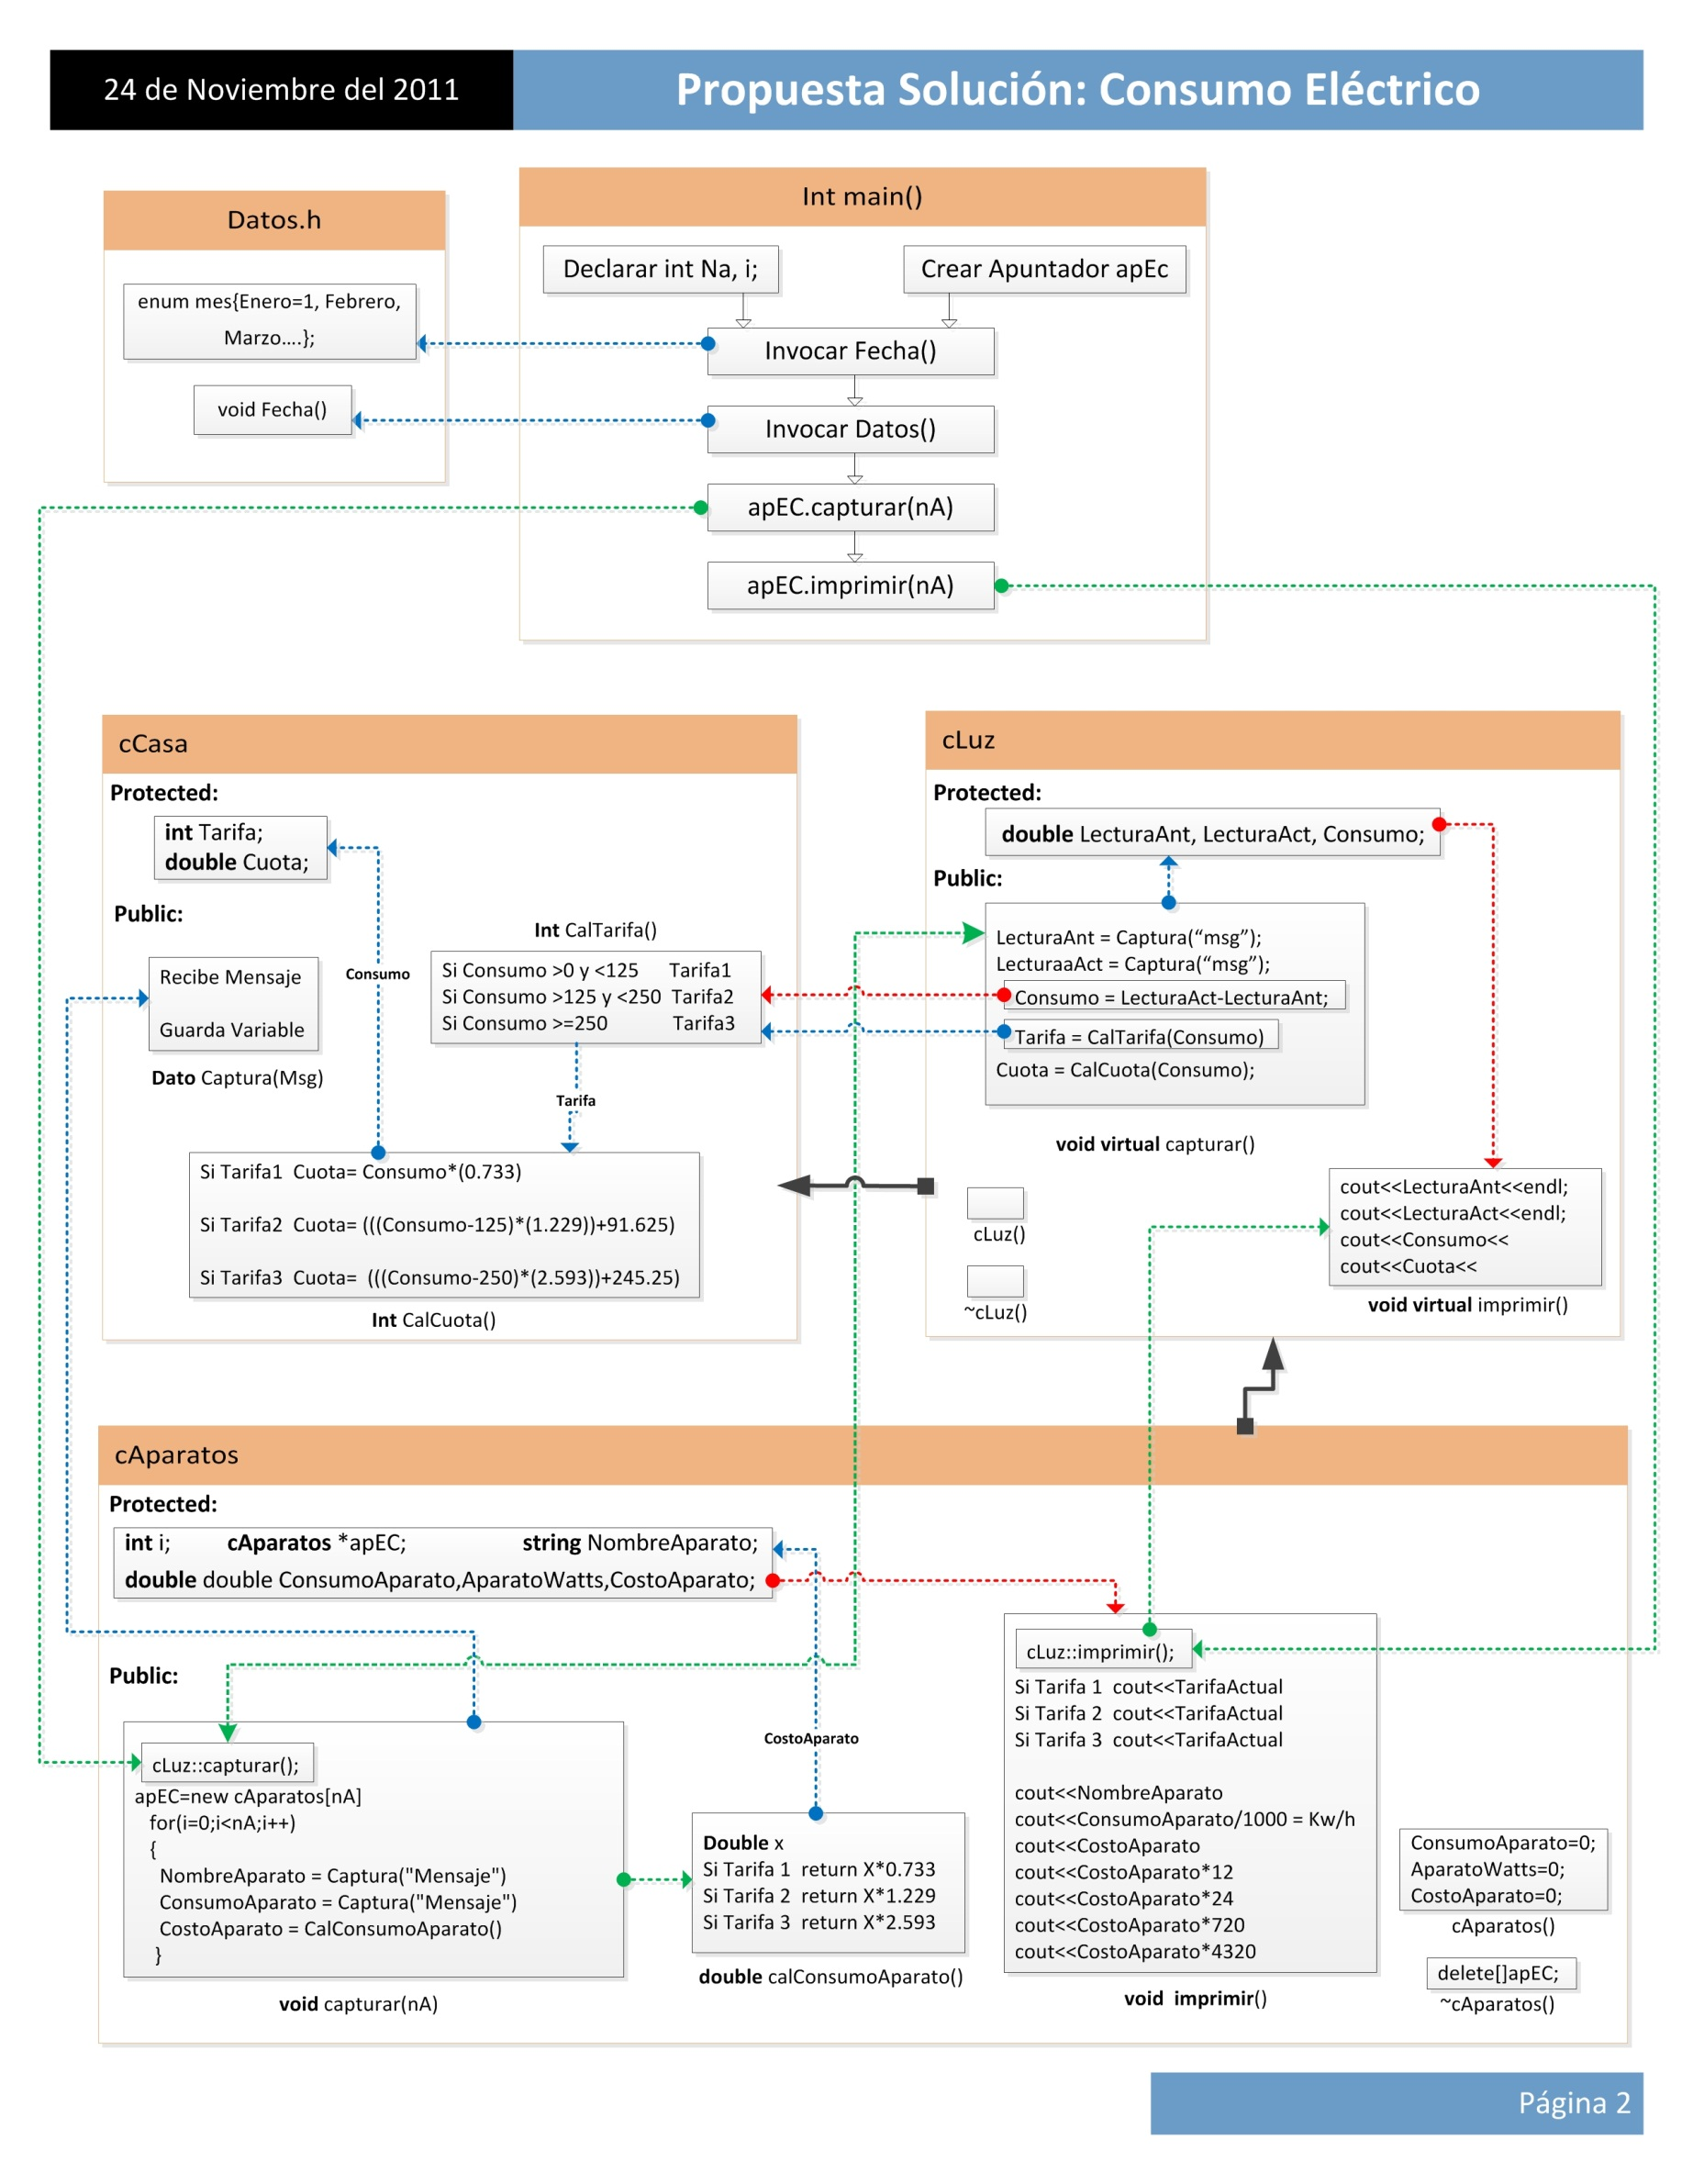 24 de Noviembre del 2011
Propuesta Solución: Consumo Eléctrico
Datos.h
enum mes{Enero=1, Febrero,
Marzo....};
void Fecha()
Int main()
Declarar int Na, i;
Crear Apuntador apEc
Invocar Fecha()
Invocar Datos()
apEC.capturar(nA)
apEC.imprimir(nA)
cCasa
Protected:
int Tarifa;
double Cuota;
Public:
Recibe Mensaje
Guarda Variable
Dato Captura(Msg)
Consumo
Int CalTarifa()
Si Consumo >0 y <125 Tarifa1
Si Consumo >125 y <250 Tarifa2
Si Consumo >=250 Tarifa3
Tarifa
Si Tarifa1 Cuota= Consumo*(0.733)
Si Tarifa2 Cuota= (((Consumo-125)*(1.229))+91.625)
Si Tarifa3 Cuota= (((Consumo-250)*(2.593))+245.25)
Int CalCuota()
cLuz
Protected:
double LecturaAnt, LecturaAct, Consumo;
Public:
LecturaAnt = Captura(“msg”);
LecturaaAct = Captura(“msg”);
Consumo = LecturaAct-LecturaAnt;
Tarifa = CalTarifa(Consumo)
Cuota = CalCuota(Consumo);
void virtual capturar()
cLuz()
~cLuz()
cout<<LecturaAnt<<endl;
cout<<LecturaAct<<endl;
cout<<Consumo<<
cout<<Cuota<<
void virtual imprimir()
cAparatos
Protected:
int i; cAparatos *apEC; string NombreAparato;
double double ConsumoAparato,AparatoWatts,CostoAparato;
Public:
cLuz::capturar();
apEC=new cAparatos[nA]
for(i=0;i<nA;i++)
{
NombreAparato = Captura("Mensaje")
ConsumoAparato = Captura("Mensaje")
CostoAparato = CalConsumoAparato()
}
void capturar(nA)
CostoAparato
Double x
Si Tarifa 1 return X*0.733
Si Tarifa 2 return X*1.229
Si Tarifa 3 return X*2.593
double calConsumoAparato()
cLuz::imprimir();
Si Tarifa 1 cout<<TarifaActual
Si Tarifa 2 cout<<TarifaActual
Si Tarifa 3 cout<<TarifaActual
cout<<NombreAparato
cout<<ConsumoAparato/1000 = Kw/h
cout<<CostoAparato
cout<<CostoAparato*12
cout<<CostoAparato*24
cout<<CostoAparato*720
cout<<CostoAparato*4320
void imprimir()
ConsumoAparato=0;
AparatoWatts=0;
CostoAparato=0;
cAparatos()
delete[]apEC;
~cAparatos()
Página 2